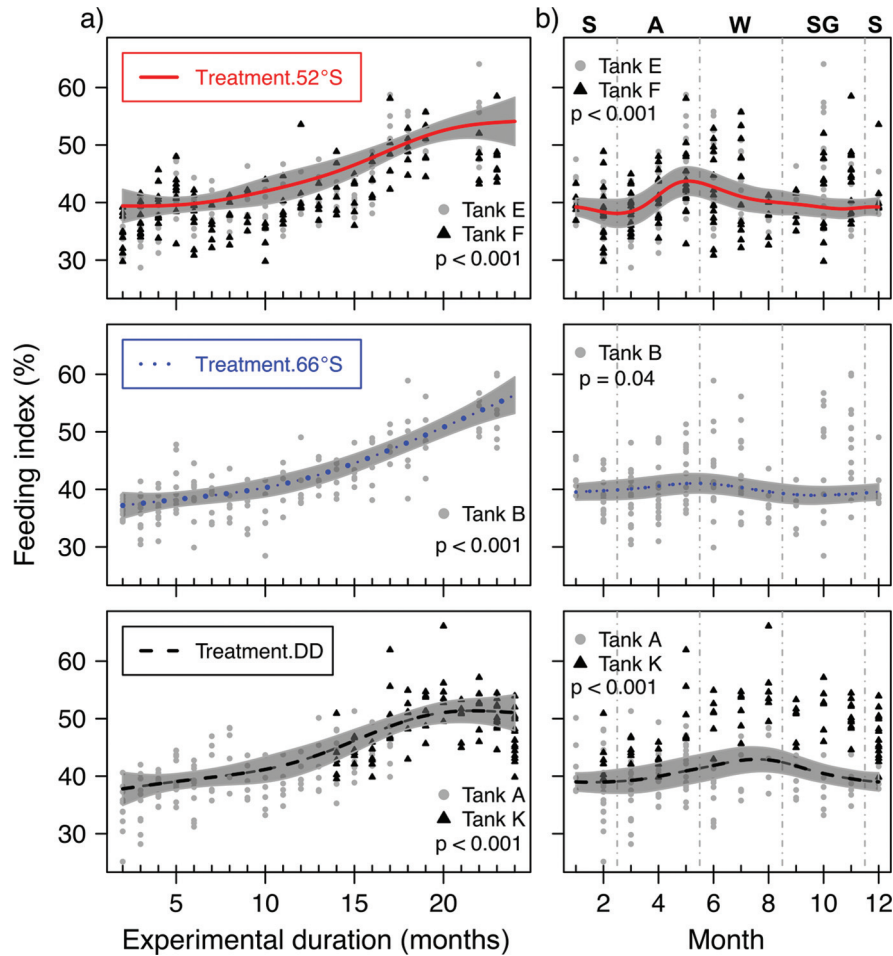 a)
b)
S A W SG S
Treatment.52°S
Tank E
Tank F
p < 0.001
60
50
40
30
Tank E
Tank F
p < 0.001
Treatment.66°S
Tank B
p < 0.001
60
50
40
30
Tank B
p = 0.04
Feeding index (%)
Treatment.DD
Tank A
Tank K
p < 0.001
60
50
40
30
Tank A
Tank K
p < 0.001
5 10 15 20
2 4 6 8 10 12
Experimental duration (months)
Month